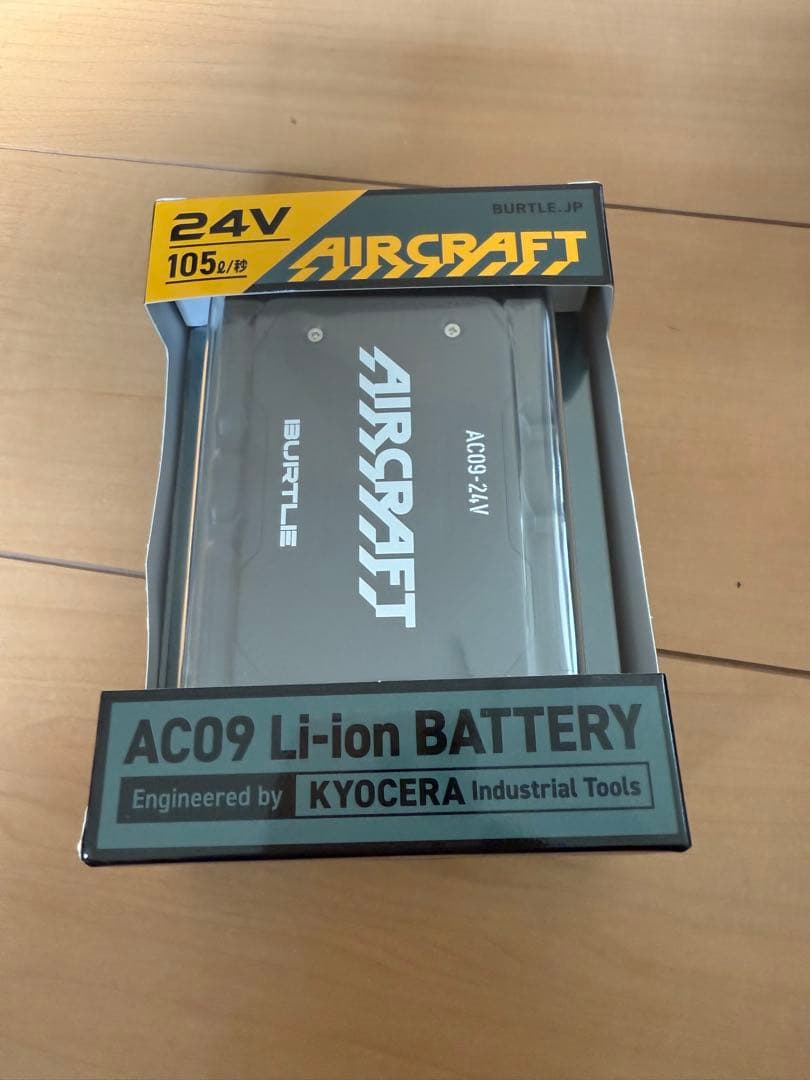 24V
105ℓ/秒
BURTLE.JP
AIRCRAFT
AC09-24V
AIRCRAFT
BURTLE
AC09 Li-ion BATTERY
Engineered by KYOCERA Industrial Tools